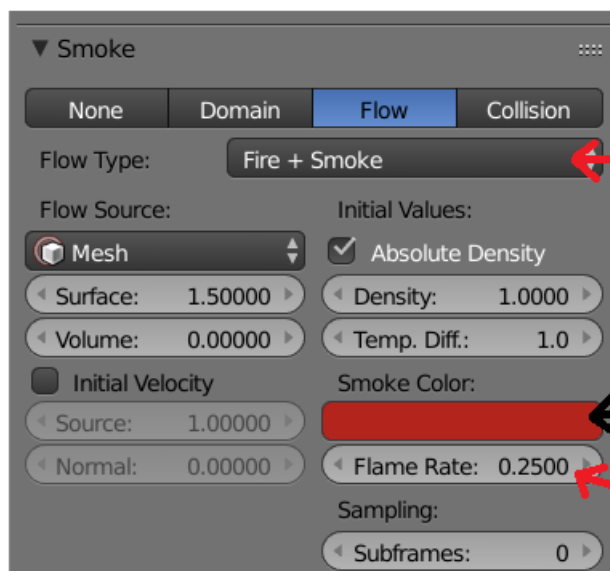 Smoke
None Domain Flow Collision
Flow Type: Fire + Smoke
Flow Source: Initial Values:
Mesh Absolute Density
Surface: 1.50000 Density: 1.0000
Volume: 0.00000 Temp. Diff.: 1.0
Initial Velocity Smoke Color:
Source: 1.00000
Normal: 0.00000 Flame Rate: 0.2500
Sampling:
Subframes: 0